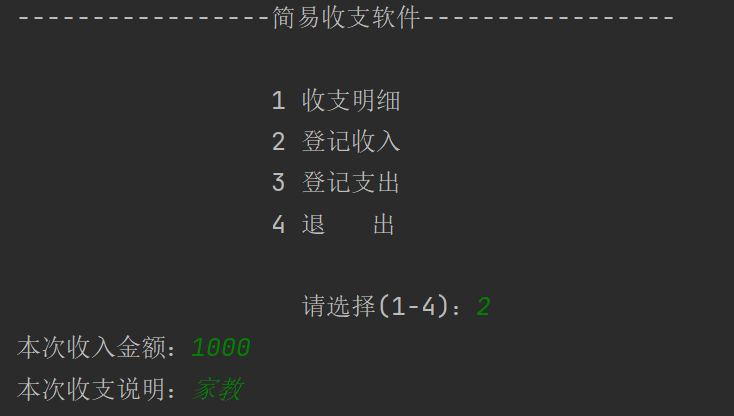 -----------------简易收支软件-----------------
1 收支明细
2 登记收入
3 登记支出
4 退    出
请选择(1-4)：2
本次收入金额：1000
本次收支说明：家教